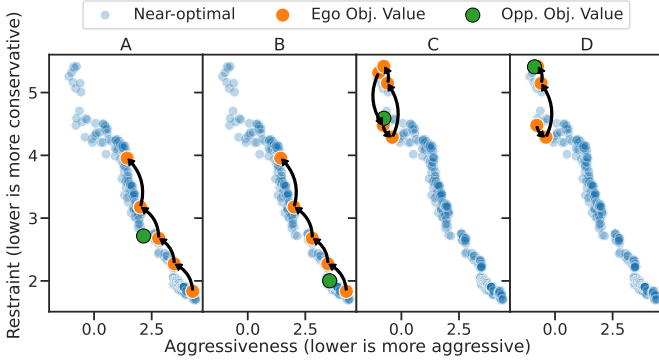 Near-optimal Ego Obj. Value Opp. Obj. Value
A B C D
Restraint (lower is more conservative)
5
4
3
2
0.0 2.5 0.0 2.5 0.0 2.5 0.0 2.5
Aggressiveness (lower is more aggressive)